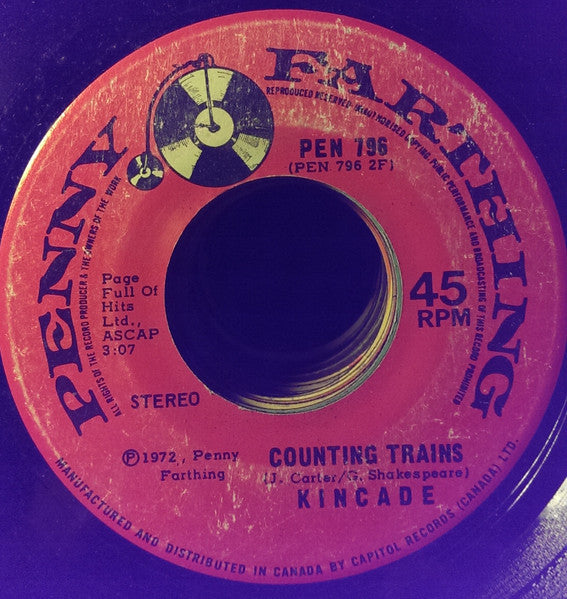 PENNY FARTHING
ALL RIGHTS OF THE RECORD PRODUCER & THE OWNERS OF THE WORK
REPRODUCED RESERVED. UNAUTHORISED COPYING, PUBLIC PERFORMANCE AND BROADCASTING OF THIS RECORD PROHIBITED
PEN 796
(PEN 796 2F)
Page
Full Of
Hits
Ltd.,
ASCAP
3:07
45
RPM
STEREO
Ⓟ1972, Penny
Farthing
COUNTING TRAINS
(J. Carter/G. Shakespeare)
KINCADE
MANUFACTURED AND DISTRIBUTED IN CANADA BY CAPITOL RECORDS (CANADA) LTD.